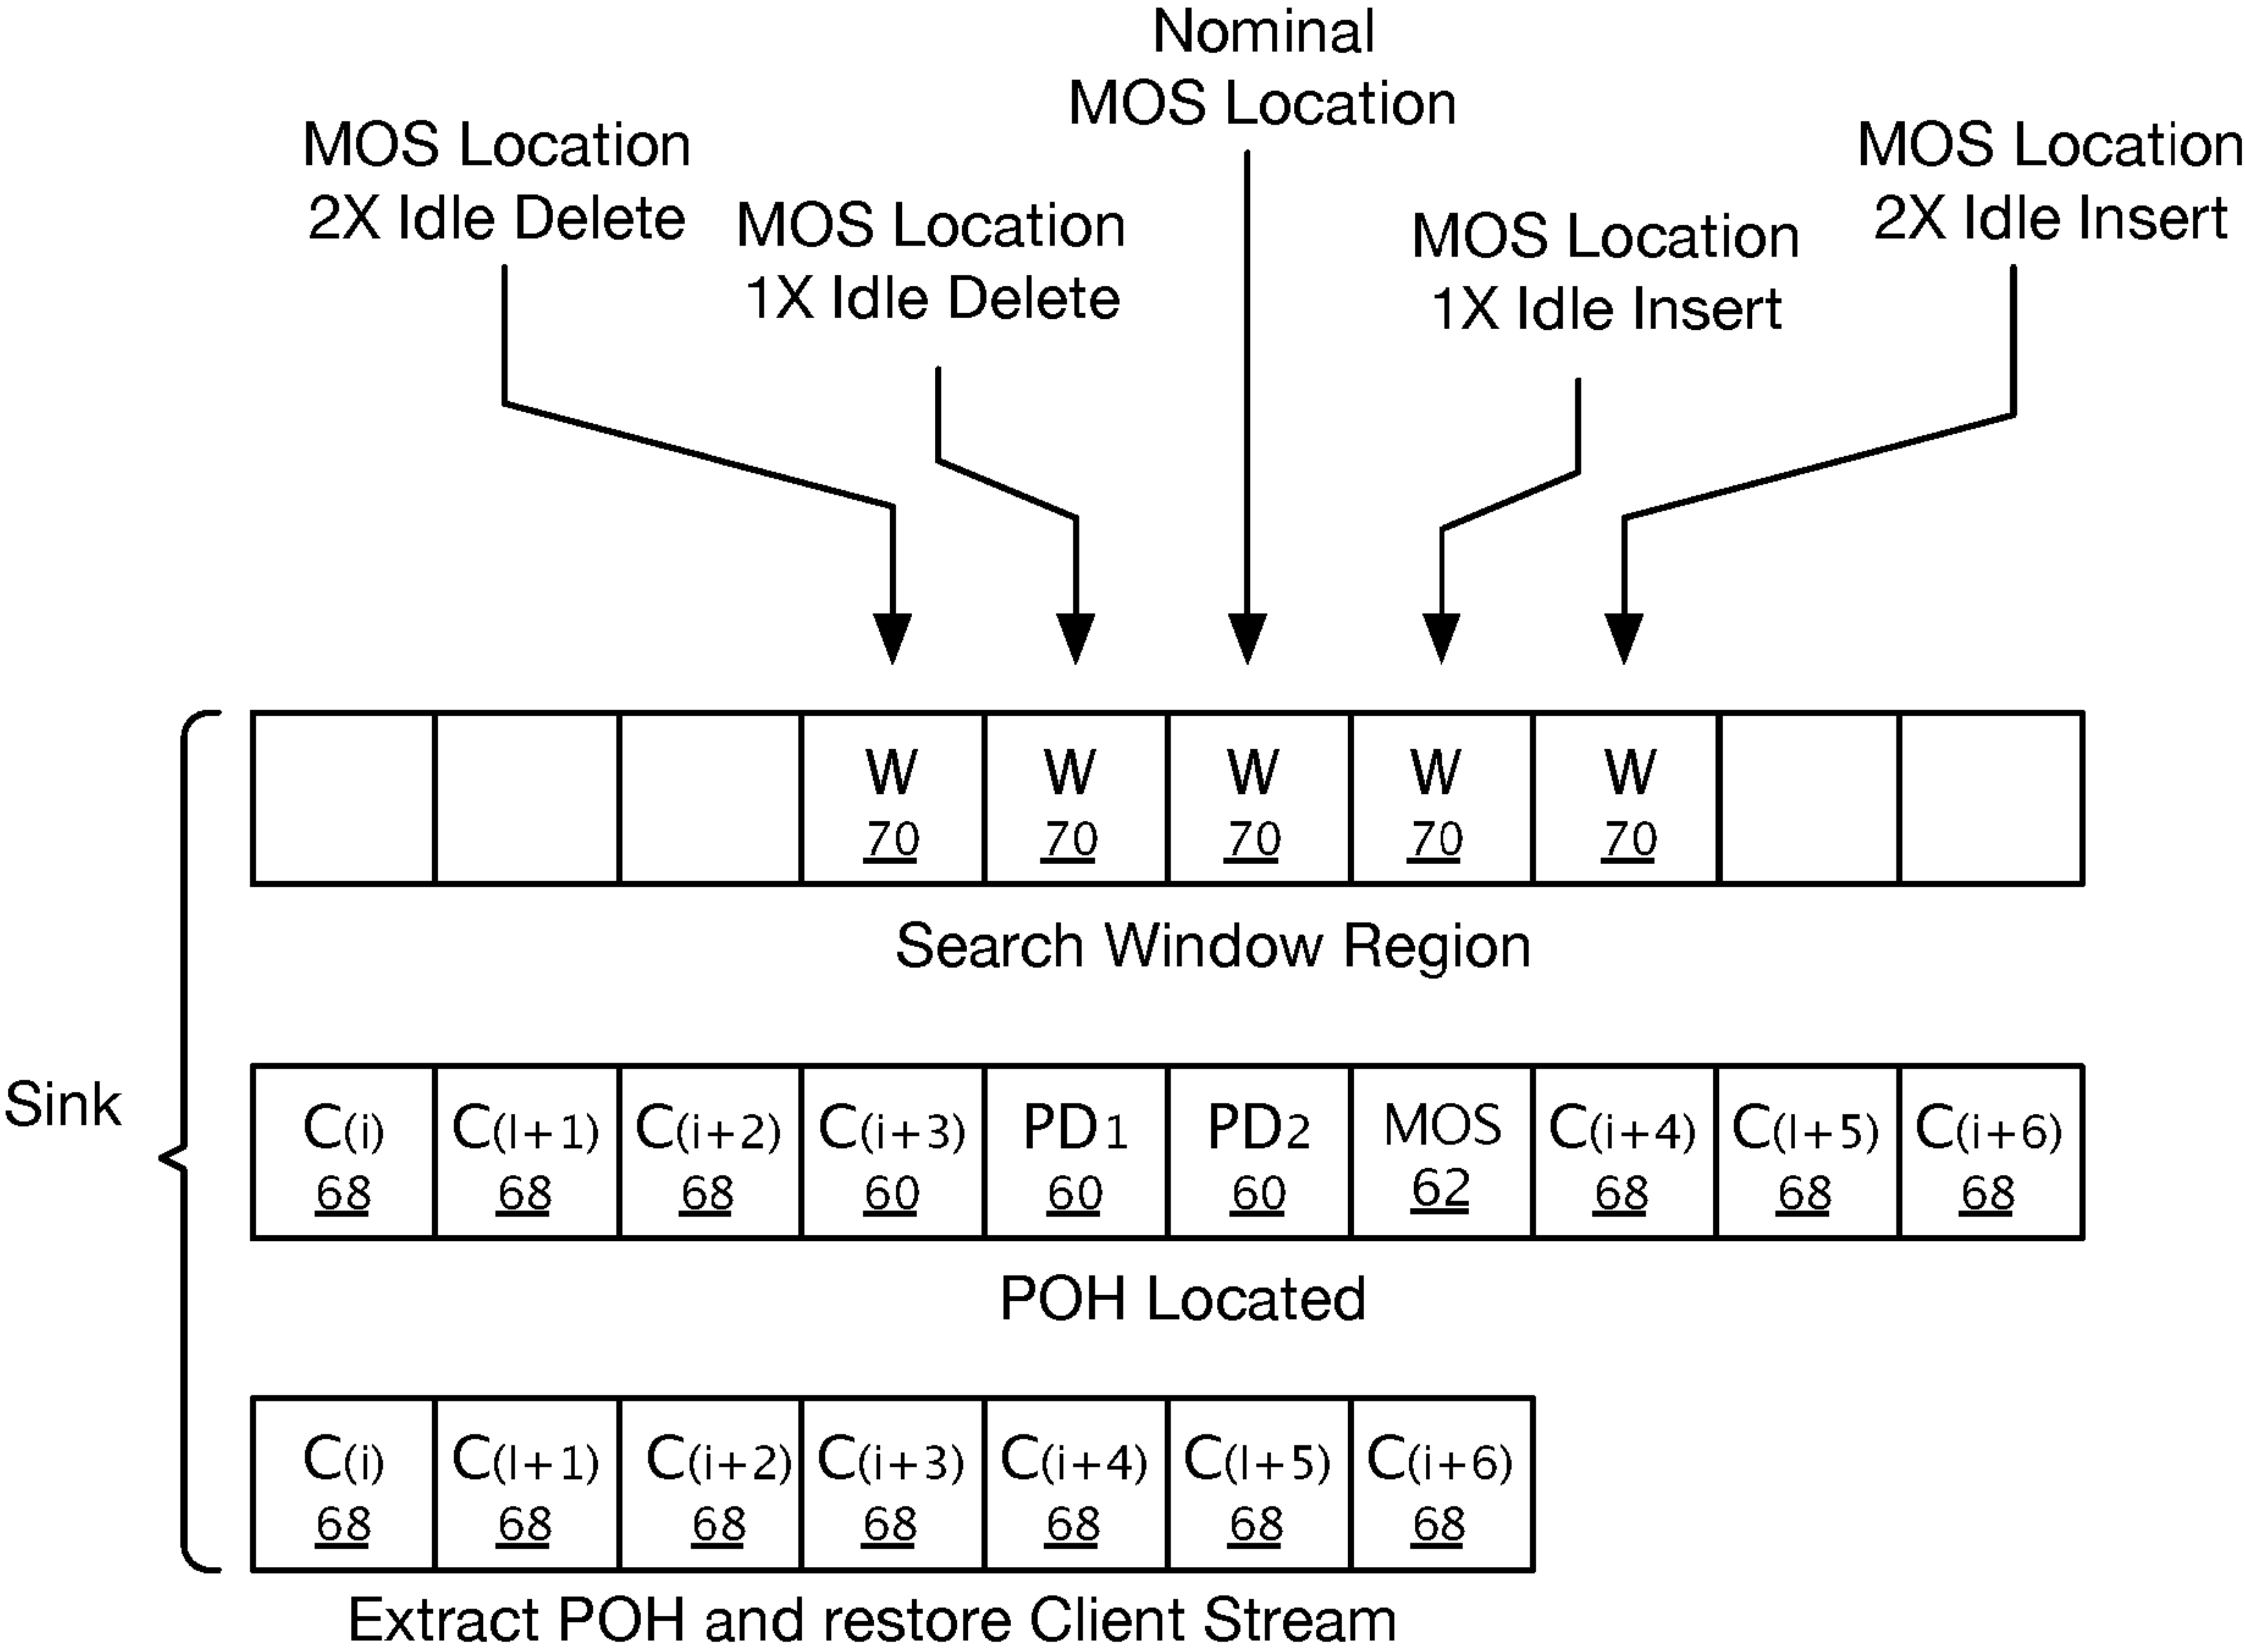 Nominal
MOS Location
MOS Location
2X Idle Delete
MOS Location
1X Idle Delete
MOS Location
1X Idle Insert
MOS Location
2X Idle Insert
W W W W W
70 70 70 70 70
Search Window Region
Sink
C(i) C(l+1) C(i+2) C(i+3) PD1 PD2 MOS C(i+4) C(l+5) C(i+6)
68 68 68 60 60 60 62 68 68 68
POH Located
C(i) C(l+1) C(i+2) C(i+3) C(i+4) C(l+5) C(i+6)
68 68 68 68 68 68 68
Extract POH and restore Client Stream